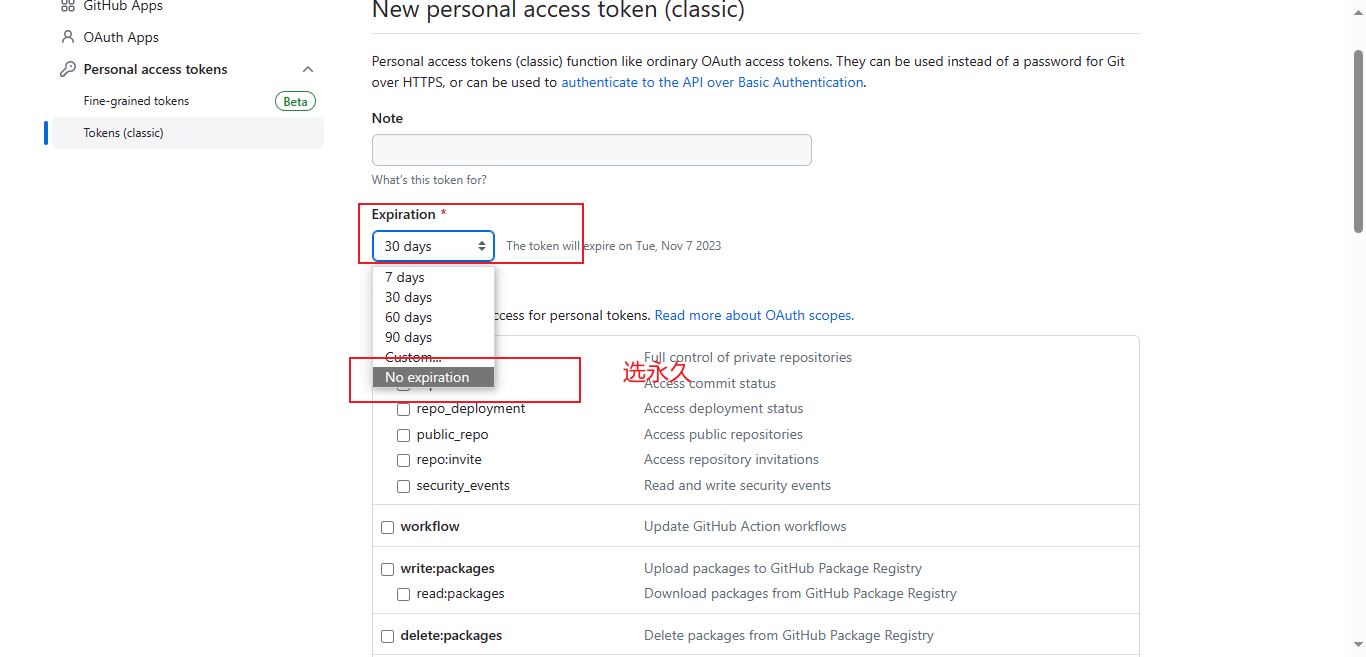 GitHub Apps
New personal access token (classic)
OAuth Apps
Personal access tokens
Fine-grained tokens Beta
Tokens (classic)
Personal access tokens (classic) function like ordinary OAuth access tokens. They can be used instead of a password for Git
over HTTPS, or can be used to authenticate to the API over Basic Authentication.
Note
What's this token for?
Expiration *
30 days The token will expire on Tue, Nov 7 2023
7 days
30 days
60 days
90 days
Custom...
No expiration
ccess for personal tokens. Read more about OAuth scopes.
Full control of private repositories
选永久
Access commit status
repo_deployment Access deployment status
public_repo Access public repositories
repo:invite Access repository invitations
security_events Read and write security events
workflow Update GitHub Action workflows
write:packages Upload packages to GitHub Package Registry
read:packages Download packages from GitHub Package Registry
delete:packages Delete packages from GitHub Package Registry